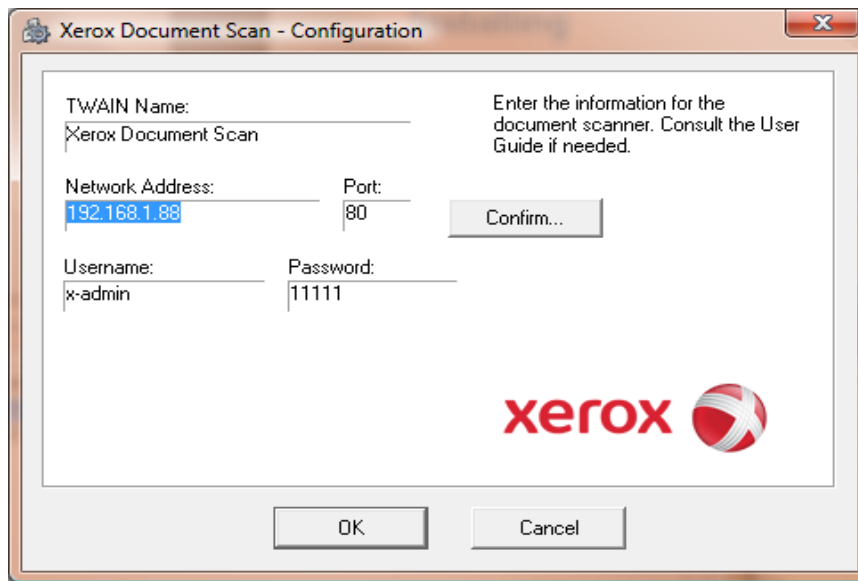 Xerox Document Scan - Configuration
TWAIN Name:
Xerox Document Scan
Enter the information for the
document scanner. Consult the User
Guide if needed.
Network Address:
Port:
192.168.1.88
80
Confirm...
Username:
Password:
x-admin
11111
xerox
OK
Cancel